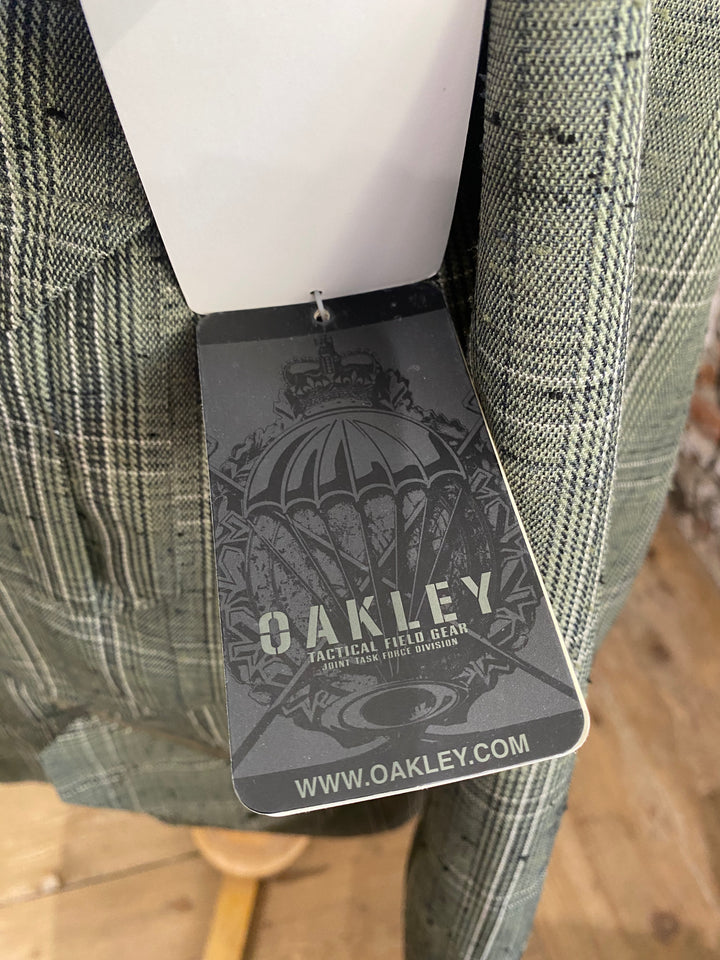 OAKLEY
TACTICAL FIELD GEAR
JOINT TASK FORCE DIVISION
WWW.OAKLEY.COM